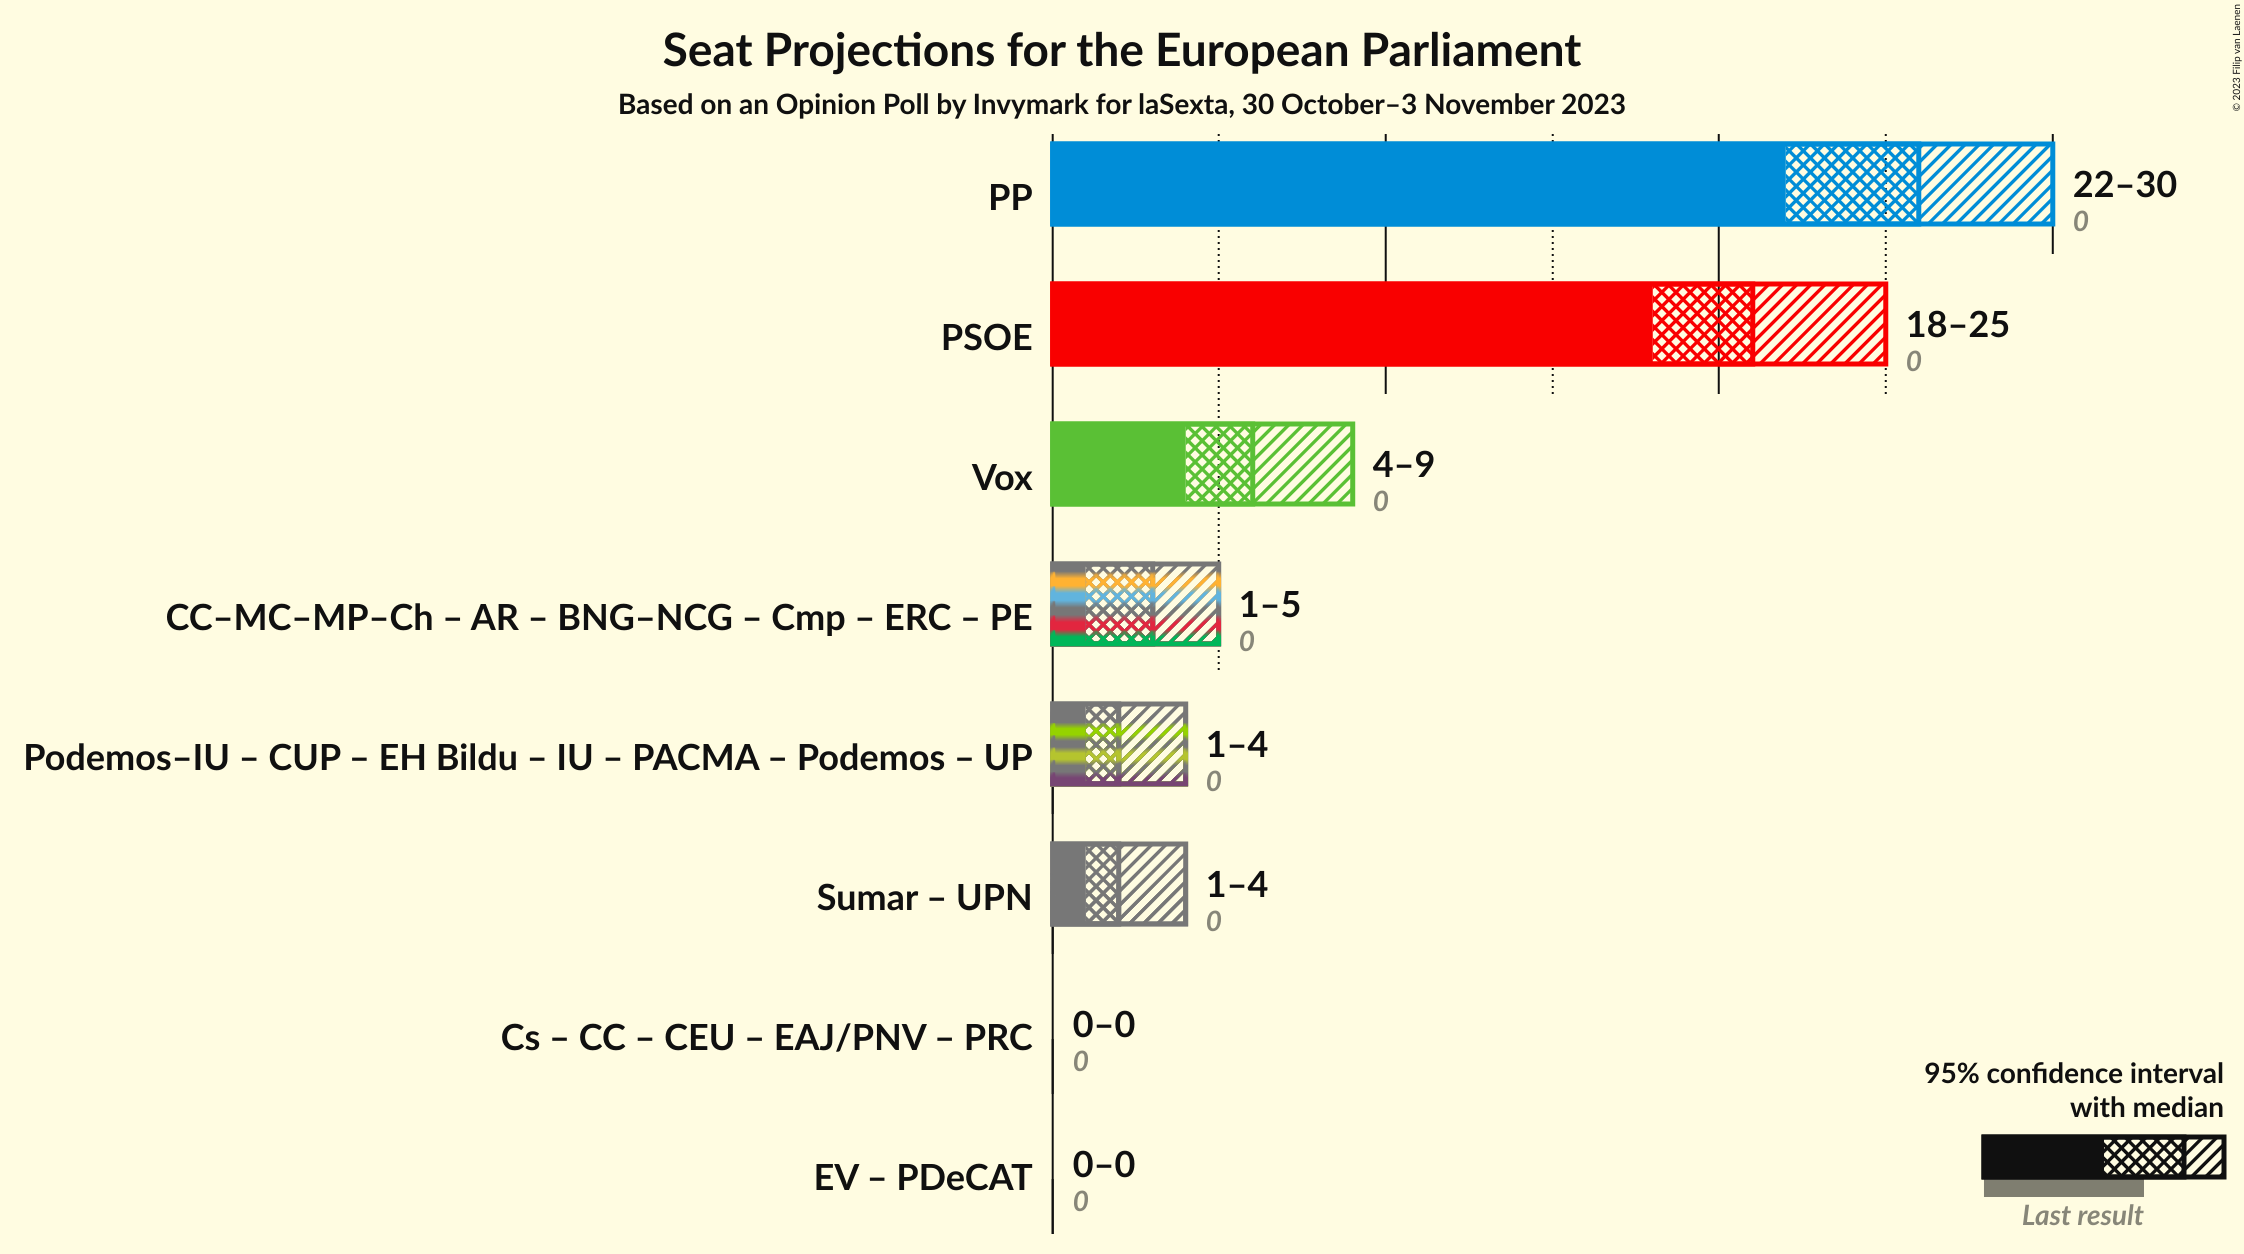 Seat Projections for the European Parliament
Based on an Opinion Poll by Invymark for laSexta, 30 October–3 November 2023
© 2023 Filip van Laenen
PP
22–30
0
PSOE
18–25
0
Vox
4–9
0
CC–MC–MP–Ch – AR – BNG–NCG – Cmp – ERC – PE
1–5
0
Podemos–IU – CUP – EH Bildu – IU – PACMA – Podemos – UP
1–4
0
Sumar – UPN
1–4
0
Cs – CC – CEU – EAJ/PNV – PRC
0–0
0
EV – PDeCAT
0–0
0
95% confidence interval
with median
Last result